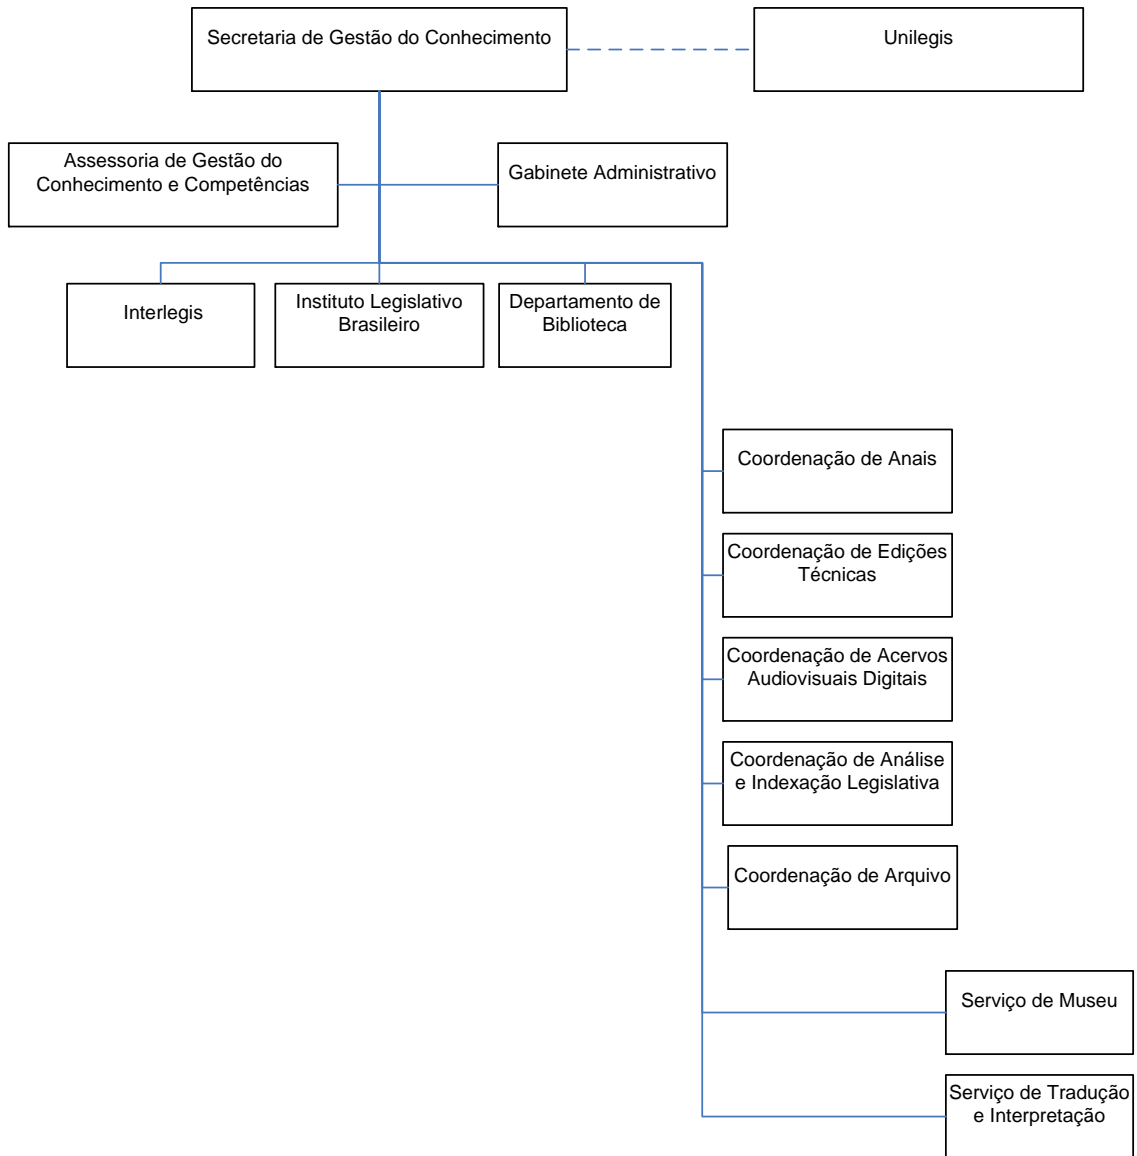 Secretaria de Gestão do Conhecimento
Unilegis
Assessoria de Gestão do
Conhecimento e Competências
Gabinete Administrativo
Interlegis
Instituto Legislativo
Brasileiro
Departamento de
Biblioteca
Coordenação de Anais
Coordenação de Edições
Técnicas
Coordenação de Acervos
Audiovisuais Digitais
Coordenação de Análise
e Indexação Legislativa
Coordenação de Arquivo
Serviço de Museu
Serviço de Tradução
e Interpretação